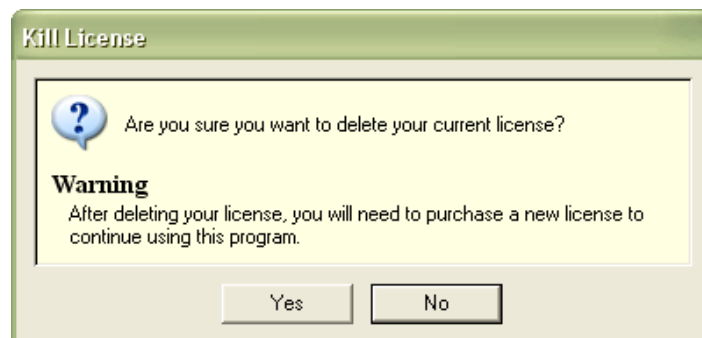 Kill License
Are you sure you want to delete your current license?
Warning
After deleting your license, you will need to purchase a new license to
continue using this program.
Yes No